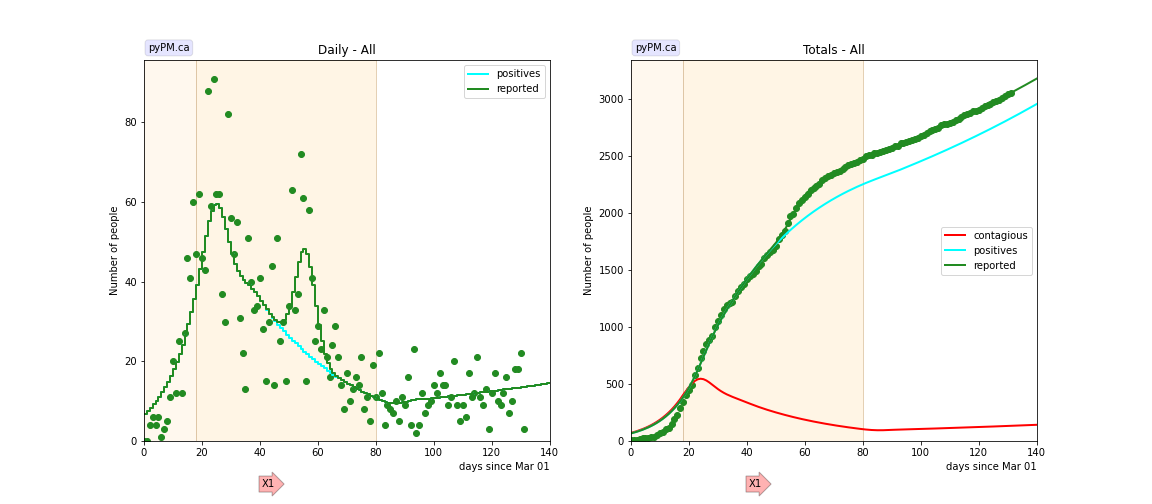 pyPM.ca
Daily - All
positives
reported
Number of people
80
60
40
20
0
0 20 40 60 80 100 120 140
days since Mar 01
X1
pyPM.ca
Totals - All
contagious
positives
reported
Number of people
3000
2500
2000
1500
1000
500
0
0 20 40 60 80 100 120 140
days since Mar 01
X1